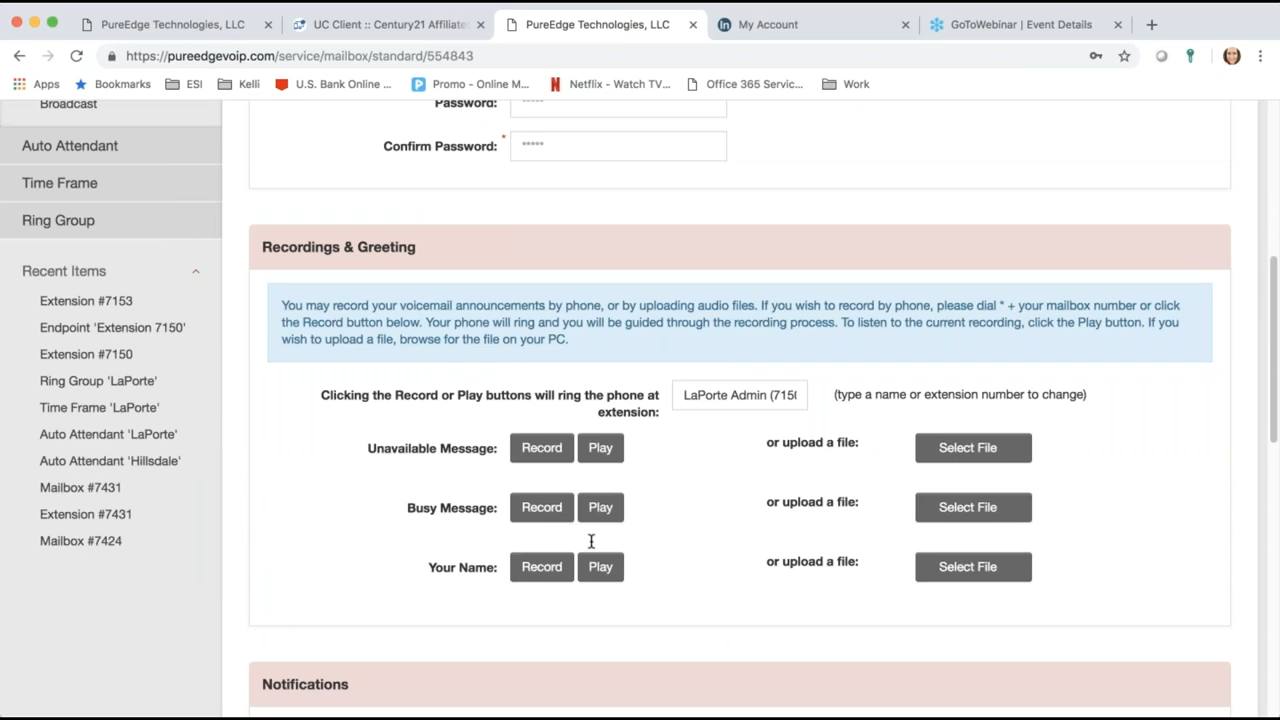 PureEdge Technologies, LLC
UC Client :: Century21 Affiliate
PureEdge Technologies, LLC
in
My Account
GoToWebinar | Event Details
https://pureedgevoip.com/service/mailbox/standard/554843
Apps
Bookmarks
ESI
Kelli
U.S. Bank Online ...
Promo - Online M...
Netflix - Watch TV...
Office 365 Servic...
Work
Broadcast
Auto Attendant
Time Frame
Ring Group
Recent Items
Extension #7153
Endpoint 'Extension 7150'
Extension #7150
Ring Group 'LaPorte'
Time Frame 'LaPorte'
Auto Attendant 'LaPorte'
Auto Attendant 'Hillsdale'
Mailbox #7431
Extension #7431
Mailbox #7424
Password: *****
Confirm Password: * *****
Recordings & Greeting
You may record your voicemail announcements by phone, or by uploading audio files. If you wish to record by phone, please dial * + your mailbox number or click
the Record button below. Your phone will ring and you will be guided through the recording process. To listen to the current recording, click the Play button. If you
wish to upload a file, browse for the file on your PC.
Clicking the Record or Play buttons will ring the phone at
extension:
LaPorte Admin (7150
(type a name or extension number to change)
Unavailable Message: Record Play or upload a file: Select File
Busy Message: Record Play or upload a file: Select File
Your Name: Record Play or upload a file: Select File
Notifications